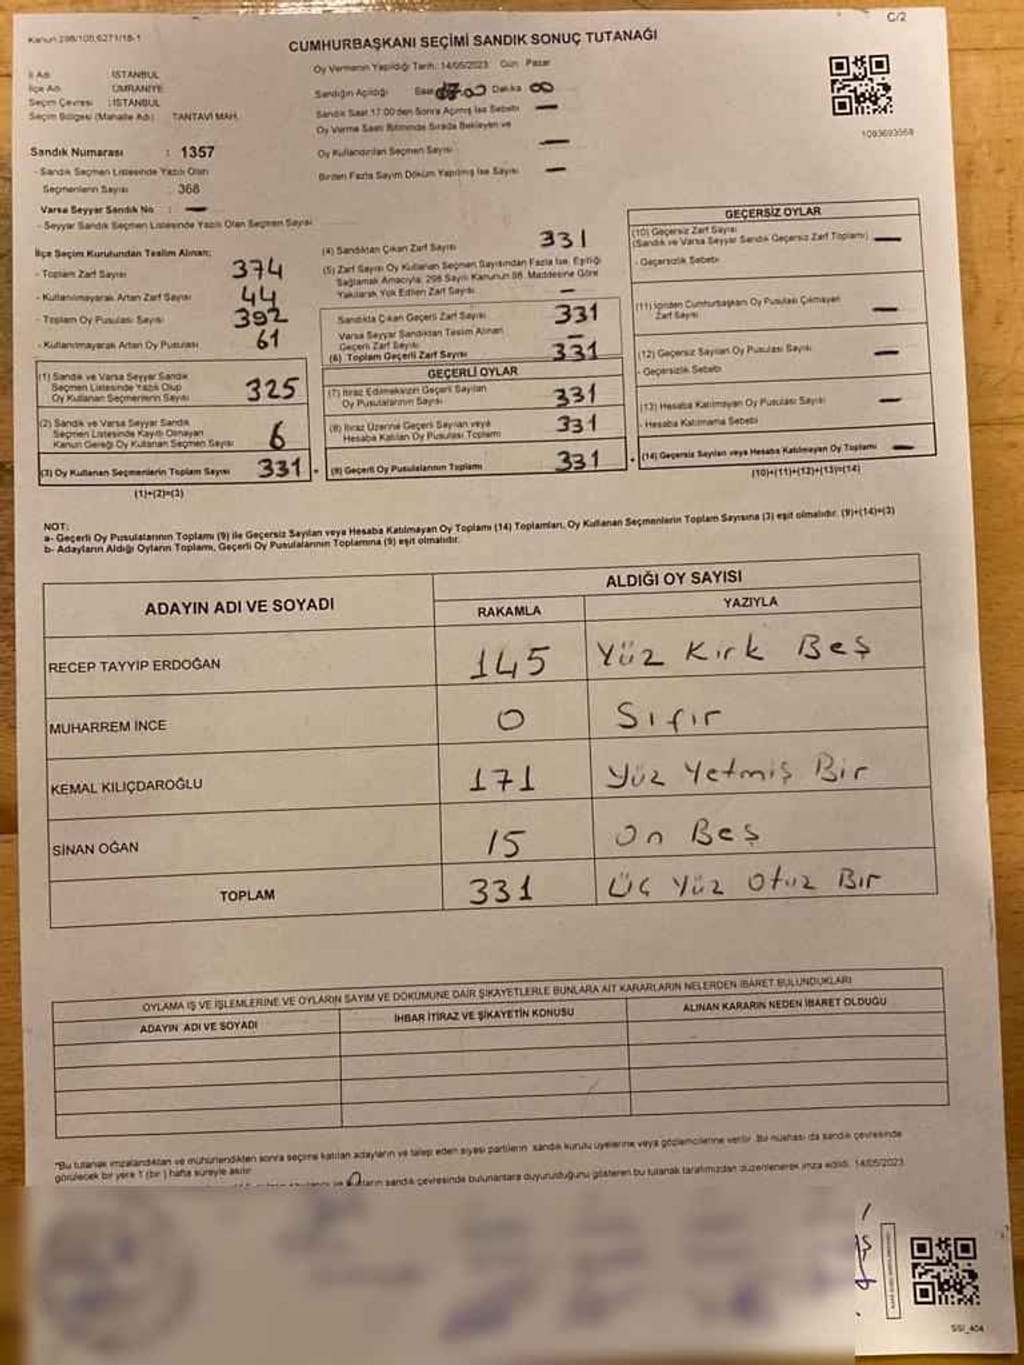 C/2
Kanun 298/105,6271/18-1
CUMHURBAŞKANI SEÇİMİ SANDIK SONUÇ TUTANAĞI
İl Adı : İSTANBUL
İlçe Adı : ÜMRANİYE
Seçim Çevresi : İSTANBUL
Seçim Bölgesi (Mahalle Adı) : TANTAVİ MAH.
Oy Vermenin Yapıldığı Tarih: 14/05/2023 Gün Pazar
Sandığın Açıldığı Saat 17.00 Dakika 00
Sandık Saat 17:00'den Sonra Açılmış İse Sebebi —
Oy Verme Saati Bitiminde Sırada Bekleyen ve
Oy Kullandırılan Seçmen Sayısı —
Birden Fazla Sayım Döküm Yapılmış İse Sayısı —
1093693568
Sandık Numarası : 1357
- Sandık Seçmen Listesinde Yazılı Olan
Seçmenlerin Sayısı : 368
Varsa Seyyar Sandık No : —
- Seyyar Sandık Seçmen Listesinde Yazılı Olan Seçmen Sayısı
İlçe Seçim Kurulundan Teslim Alınan;
- Toplam Zarf Sayısı 374
- Kullanılmayarak Artan Zarf Sayısı 44
- Toplam Oy Pusulası Sayısı 392
- Kullanılmayarak Artan Oy Pusulası 61
(1) Sandık ve Varsa Seyyar Sandık
Seçmen Listesinde Yazılı Olup
Oy Kullanan Seçmenlerin Sayısı 325
(2) Sandık ve Varsa Seyyar Sandık
Seçmen Listesinde Kayıtlı Olmayan
Kanun Gereği Oy Kullanan Seçmen Sayısı 6
(3) Oy Kullanan Seçmenlerin Toplam Sayısı 331
(1)+(2)=(3)
(4) Sandıktan Çıkan Zarf Sayısı 331
(5) Zarf Sayısı Oy Kullanan Seçmen Sayısından Fazla İse, Eşitliği
Sağlamak Amacıyla, 298 Sayılı Kanunun 98. Maddesine Göre
Yakılarak Yok Edilen Zarf Sayısı —
Sandıkta Çıkan Geçerli Zarf Sayısı 331
Varsa Seyyar Sandıktan Teslim Alınan
Geçerli Zarf Sayısı —
(6) Toplam Geçerli Zarf Sayısı 331
GEÇERLİ OYLAR
(7) İtiraz Edilmeksizin Geçerli Sayılan
Oy Pusulalarının Sayısı 331
(8) İtiraz Üzerine Geçerli Sayılan veya
Hesaba Katılan Oy Pusulası Toplamı 331
(9) Geçerli Oy Pusulalarının Toplamı 331
GEÇERSİZ OYLAR
(10) Geçersiz Zarf Sayısı
(Sandık ve Varsa Seyyar Sandık Geçersiz Zarf Toplamı) —
- Geçersizlik Sebebi
(11) İçinden Cumhurbaşkanı Oy Pusulası Çıkmayan
Zarf Sayısı —
(12) Geçersiz Sayılan Oy Pusulası Sayısı —
- Geçersizlik Sebebi
(13) Hesaba Katılmayan Oy Pusulası Sayısı —
- Hesaba Katılmama Sebebi
(14) Geçersiz Sayılan veya Hesaba Katılmayan Oy Toplamı —
(10)+(11)+(12)+(13)=(14)
NOT:
a- Geçerli Oy Pusulalarının Toplamı (9) ile Geçersiz Sayılan veya Hesaba Katılmayan Oy Toplamı (14) Toplamları, Oy Kullanan Seçmenlerin Toplam Sayısına (3) eşit olmalıdır. (9)+(14)=(3)
b- Adayların Aldığı Oyların Toplamı, Geçerli Oy Pusulalarının Toplamına (9) eşit olmalıdır.
ADAYIN ADI VE SOYADI
ALDIĞI OY SAYISI
RAKAMLA YAZIYLA
RECEP TAYYİP ERDOĞAN 145 Yüz Kırk Beş
MUHARREM İNCE 0 Sıfır
KEMAL KILIÇDAROĞLU 171 Yüz Yetmiş Bir
SİNAN OĞAN 15 On Beş
TOPLAM 331 Üç Yüz Otuz Bir
OYLAMA İŞ VE İŞLEMLERİNE VE OYLARIN SAYIM VE DÖKÜMÜNE DAİR ŞİKAYETLERLE BUNLARA AİT KARARLARIN NELERDEN İBARET BULUNDUKLARI
ADAYIN ADI VE SOYADI İHBAR İTİRAZ VE ŞİKAYETİN KONUSU ALINAN KARARIN NEDEN İBARET OLDUĞU
*Bu tutanak imzalandıktan ve mühürlendikten sonra seçime katılan adayların ve talep eden siyasi partilerin sandık kurulu üyelerine veya gözlemcilerine verilir. Bir nüshası da sandık çevresinde
görülecek bir yere 1 (bir) hafta süreyle asılır.
sandık çevresinde bulunanlara duyurulduğunu gösteren bu tutanak tarafımızdan düzenlenerek imza edildi. 14/05/2023
SSI_404